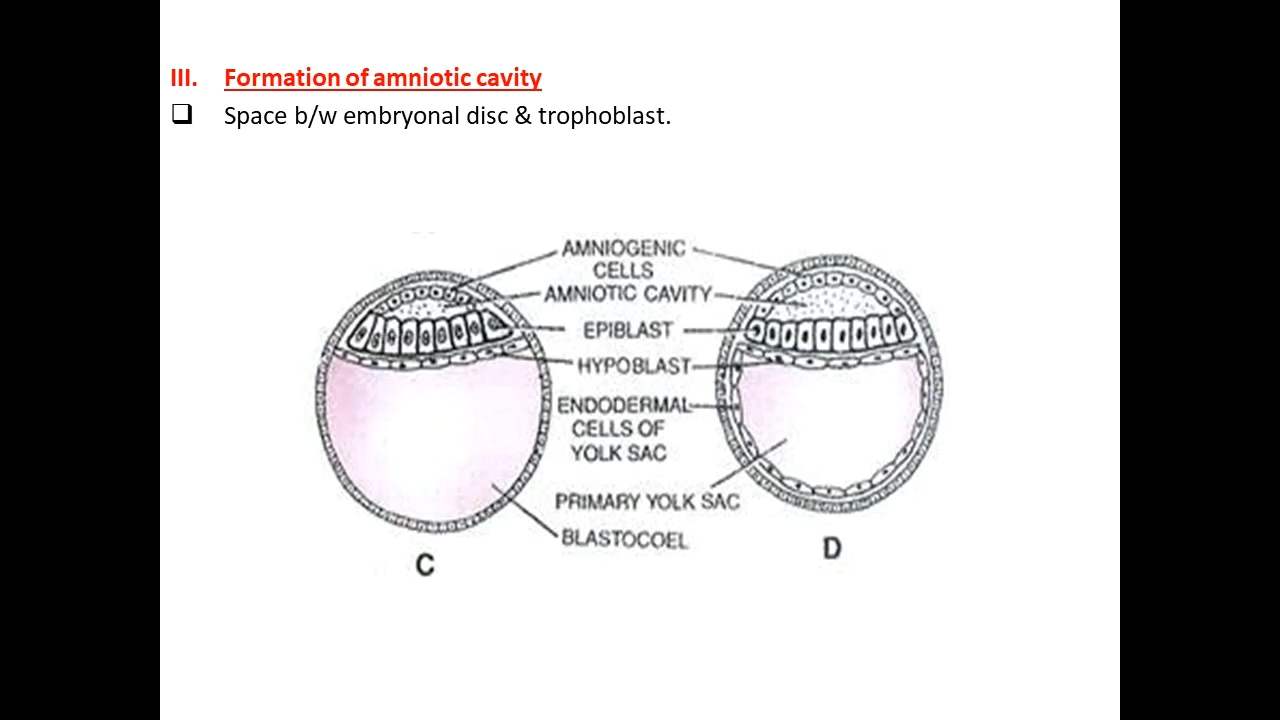 III. Formation of amniotic cavity
❑ Space b/w embryonal disc & trophoblast.
AMNIOGENIC
CELLS
AMNIOTIC CAVITY
EPIBLAST
HYPOBLAST
ENDODERMAL
CELLS OF
YOLK SAC
PRIMARY YOLK SAC
BLASTOCOEL
C
D